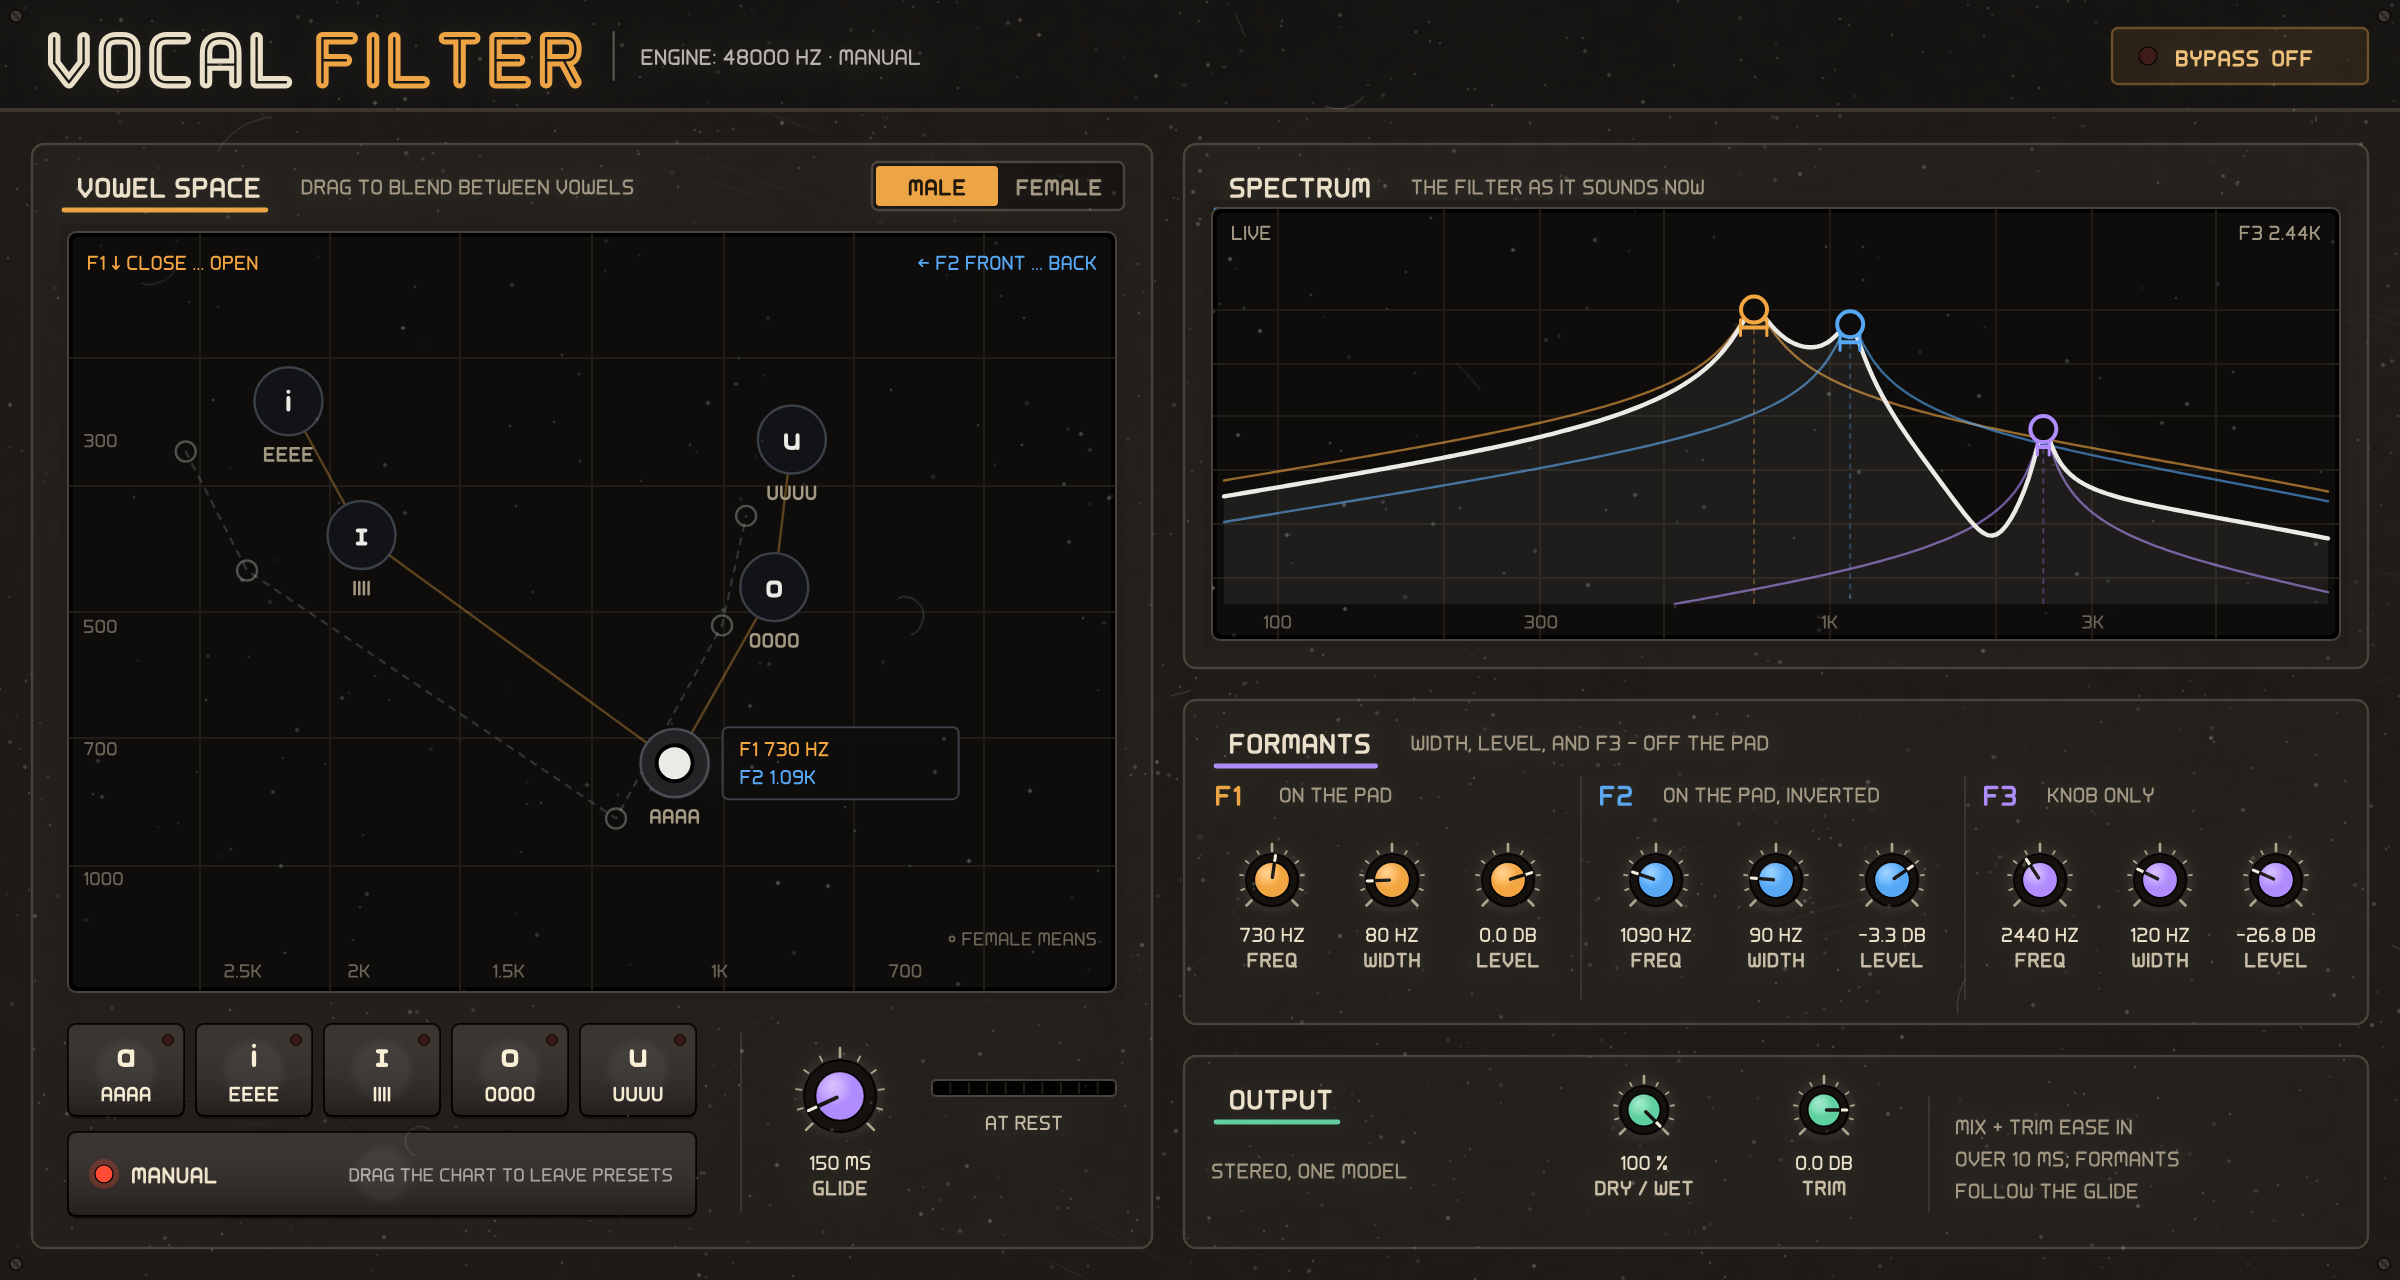 VOCAL FILTER
ENGINE: 48000 HZ · MANUAL
BYPASS OFF
VOWEL SPACE
DRAG TO BLEND BETWEEN VOWELS
MALE
FEMALE
F1 ↓ CLOSE ... OPEN
← F2 FRONT ... BACK
i
EEEE
u
UUUU
300
ɪ
IIII
o
OOOO
500
700
F1 730 HZ
F2 1.09K
AAAA
1000
FEMALE MEANS
2.5K
2K
1.5K
1K
700
a
AAAA
i
EEEE
ɪ
IIII
o
OOOO
u
UUUU
MANUAL
DRAG THE CHART TO LEAVE PRESETS
150 MS
GLIDE
AT REST
SPECTRUM
THE FILTER AS IT SOUNDS NOW
LIVE
F3 2.44K
100
300
1K
3K
FORMANTS
WIDTH, LEVEL, AND F3 - OFF THE PAD
F1
ON THE PAD
730 HZ
FREQ
80 HZ
WIDTH
0.0 DB
LEVEL
F2
ON THE PAD, INVERTED
1090 HZ
FREQ
90 HZ
WIDTH
-3.3 DB
LEVEL
F3
KNOB ONLY
2440 HZ
FREQ
120 HZ
WIDTH
-26.8 DB
LEVEL
OUTPUT
STEREO, ONE MODEL
100 %
DRY / WET
0.0 DB
TRIM
MIX + TRIM EASE IN
OVER 10 MS; FORMANTS
FOLLOW THE GLIDE